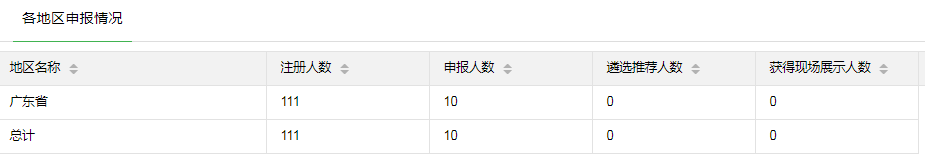 各地区申报情况
地区名称 注册人数 申报人数 遴选推荐人数 获得现场展示人数
广东省 111 10 0 0
总计 111 10 0 0